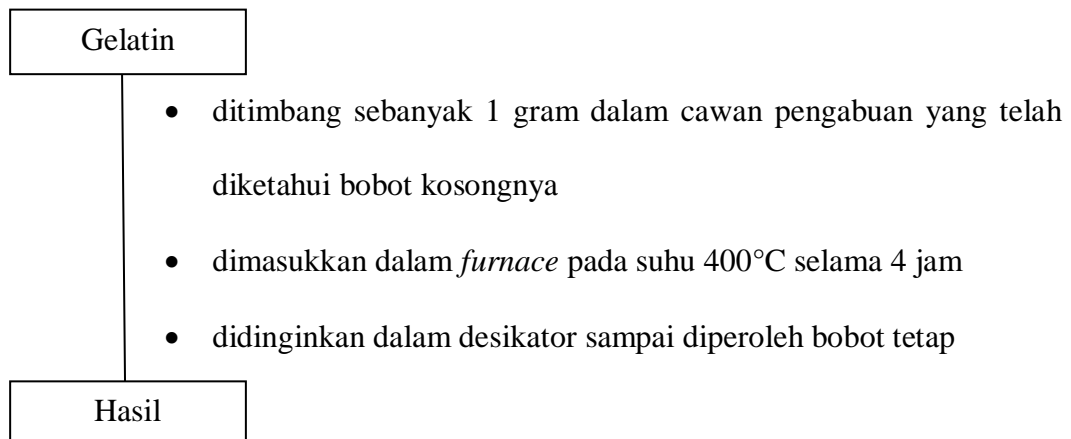 Gelatin
• ditimbang sebanyak 1 gram dalam cawan pengabuan yang telah
diketahui bobot kosongnya
• dimasukkan dalam furnace pada suhu 400°C selama 4 jam
• didinginkan dalam desikator sampai diperoleh bobot tetap
Hasil